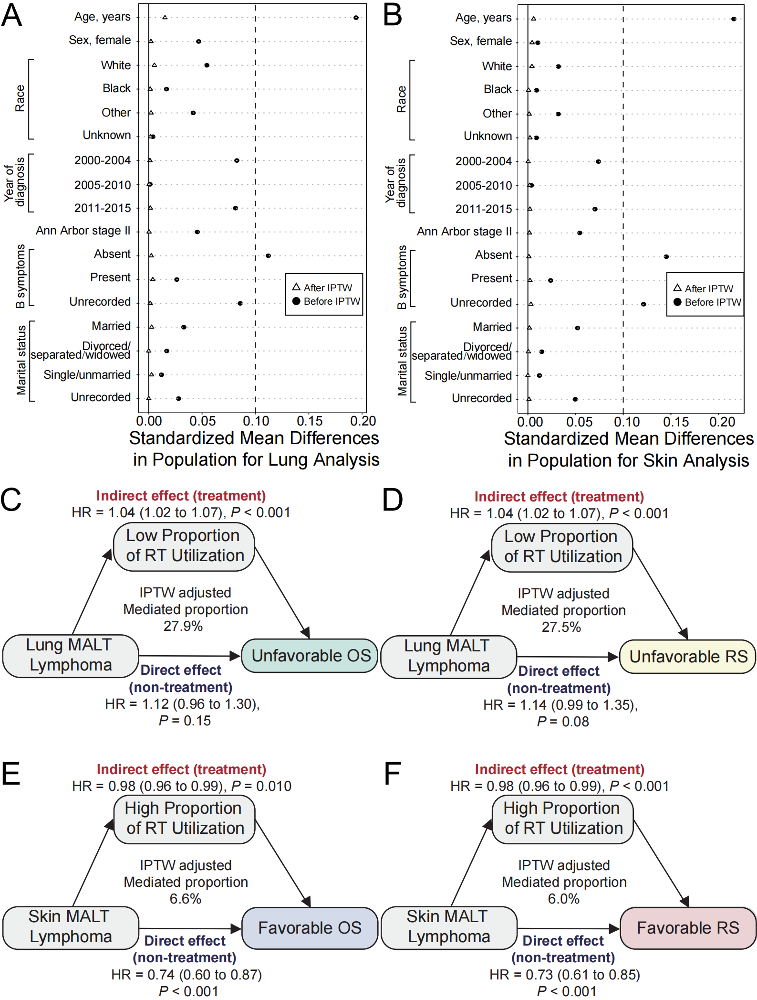 A
Age, years
Sex, female
Race
White
Black
Other
Unknown
Year of
diagnosis
2000-2004
2005-2010
2011-2015
Ann Arbor stage II
B symptoms
Absent
Present
Unrecorded
Marital status
Married
Divorced/
separated/widowed
Single/unmarried
Unrecorded
After IPTW
Before IPTW
0.00 0.05 0.10 0.15 0.20
Standardized Mean Differences
in Population for Lung Analysis
B
Age, years
Sex, female
Race
White
Black
Other
Unknown
Year of
diagnosis
2000-2004
2005-2010
2011-2015
Ann Arbor stage II
B symptoms
Absent
Present
Unrecorded
Marital status
Married
Divorced/
separated/widowed
Single/unmarried
Unrecorded
After IPTW
Before IPTW
0.00 0.05 0.10 0.15 0.20
Standardized Mean Differences
in Population for Skin Analysis
C
Indirect effect (treatment)
HR = 1.04 (1.02 to 1.07), P < 0.001
Low Proportion
of RT Utilization
IPTW adjusted
Mediated proportion
27.9%
Lung MALT
Lymphoma
Unfavorable OS
Direct effect
(non-treatment)
HR = 1.12 (0.96 to 1.30),
P = 0.15
D
Indirect effect (treatment)
HR = 1.04 (1.02 to 1.07), P < 0.001
Low Proportion
of RT Utilization
IPTW adjusted
Mediated proportion
27.5%
Lung MALT
Lymphoma
Unfavorable RS
Direct effect
(non-treatment)
HR = 1.14 (0.99 to 1.35),
P = 0.08
E
Indirect effect (treatment)
HR = 0.98 (0.96 to 0.99), P = 0.010
High Proportion
of RT Utilization
IPTW adjusted
Mediated proportion
6.6%
Skin MALT
Lymphoma
Favorable OS
Direct effect
(non-treatment)
HR = 0.74 (0.60 to 0.87)
P < 0.001
F
Indirect effect (treatment)
HR = 0.98 (0.96 to 0.99), P < 0.001
High Proportion
of RT Utilization
IPTW adjusted
Mediated proportion
6.0%
Skin MALT
Lymphoma
Favorable RS
Direct effect
(non-treatment)
HR = 0.73 (0.61 to 0.85)
P < 0.001